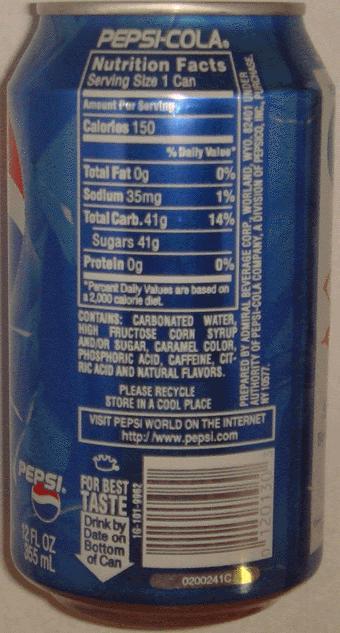 PEPSI-COLA®
Nutrition Facts
Serving Size 1 Can
Amount Per Serving
Calories 150
% Daily Value*
Total Fat 0g 0%
Sodium 35mg 1%
Total Carb. 41g 14%
Sugars 41g
Protein 0g 0%
*Percent Daily Values are based on
a 2,000 calorie diet.
CONTAINS: CARBONATED WATER,
HIGH FRUCTOSE CORN SYRUP
AND/OR SUGAR, CARAMEL COLOR,
PHOSPHORIC ACID, CAFFEINE, CIT-
RIC ACID AND NATURAL FLAVORS.
PLEASE RECYCLE
STORE IN A COOL PLACE
VISIT PEPSI WORLD ON THE INTERNET
http://www.pepsi.com
PREPARED BY ADMIRAL BEVERAGE CORP., WORLAND, WYO. 82401 UNDER
AUTHORITY OF PEPSI-COLA COMPANY, A DIVISION OF PEPSICO, INC., PURCHASE,
NY 10577.
PEPSI®
12 FL OZ
355 mL
FOR BEST
TASTE
Drink by
Date on
Bottom
of Can
16-101-9962
0200241C